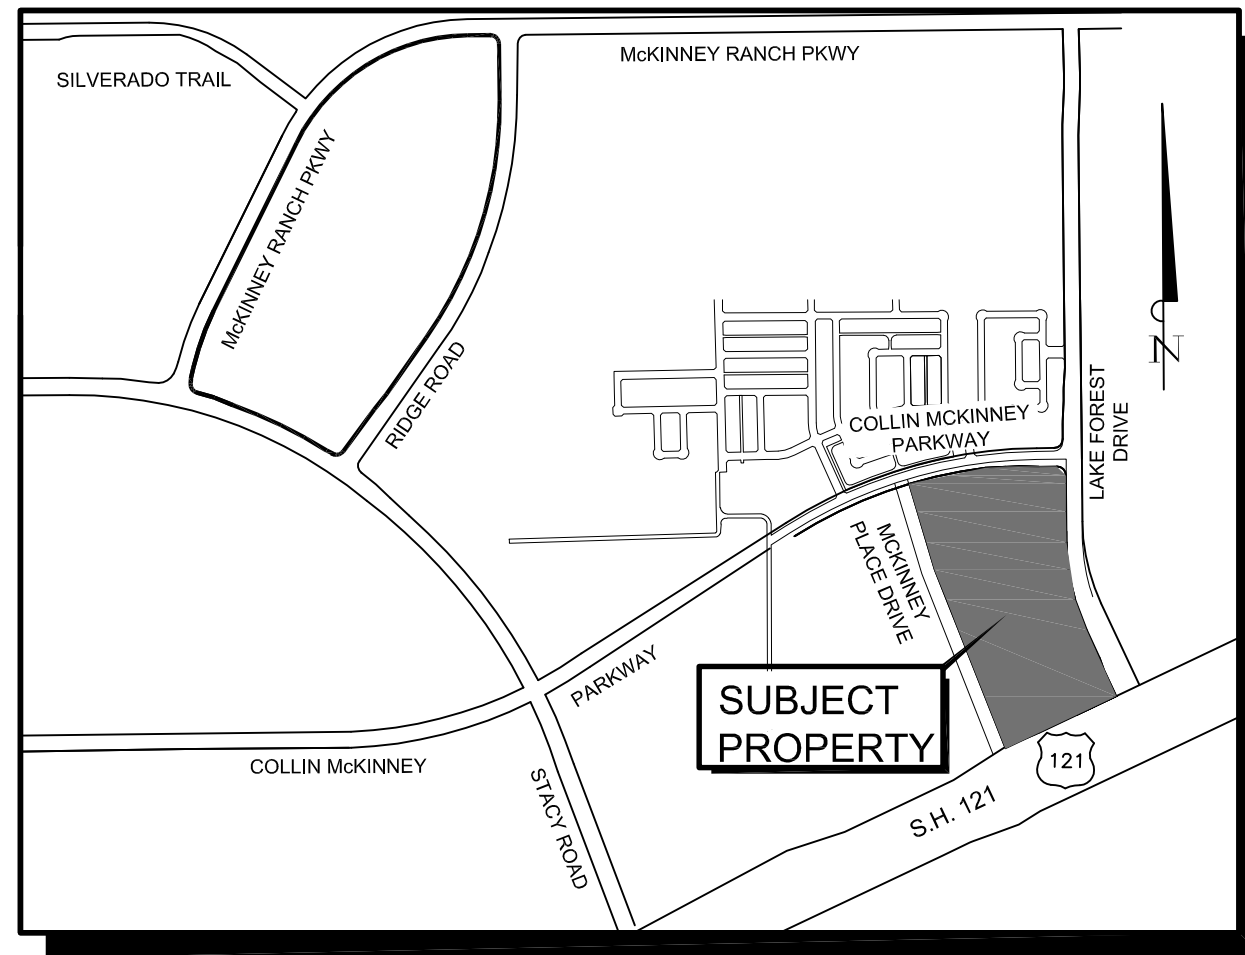 McKINNEY RANCH PKWY
SILVERADO TRAIL
McKINNEY RANCH PKWY
RIDGE ROAD
N
LAKE FOREST
DRIVE
COLLIN MCKINNEY
PARKWAY
MCKINNEY
PLACE DRIVE
PARKWAY
SUBJECT
PROPERTY
COLLIN McKINNEY
121
STACY ROAD
S.H. 121